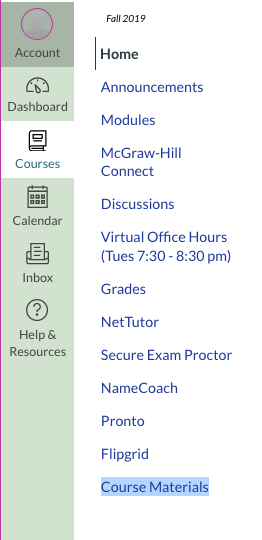 Fall 2019
Account
Dashboard
Courses
Calendar
Inbox
Help &
Resources
Home
Announcements
Modules
McGraw-Hill
Connect
Discussions
Virtual Office Hours
(Tues 7:30 - 8:30 pm)
Grades
NetTutor
Secure Exam Proctor
NameCoach
Pronto
Flipgrid
Course Materials